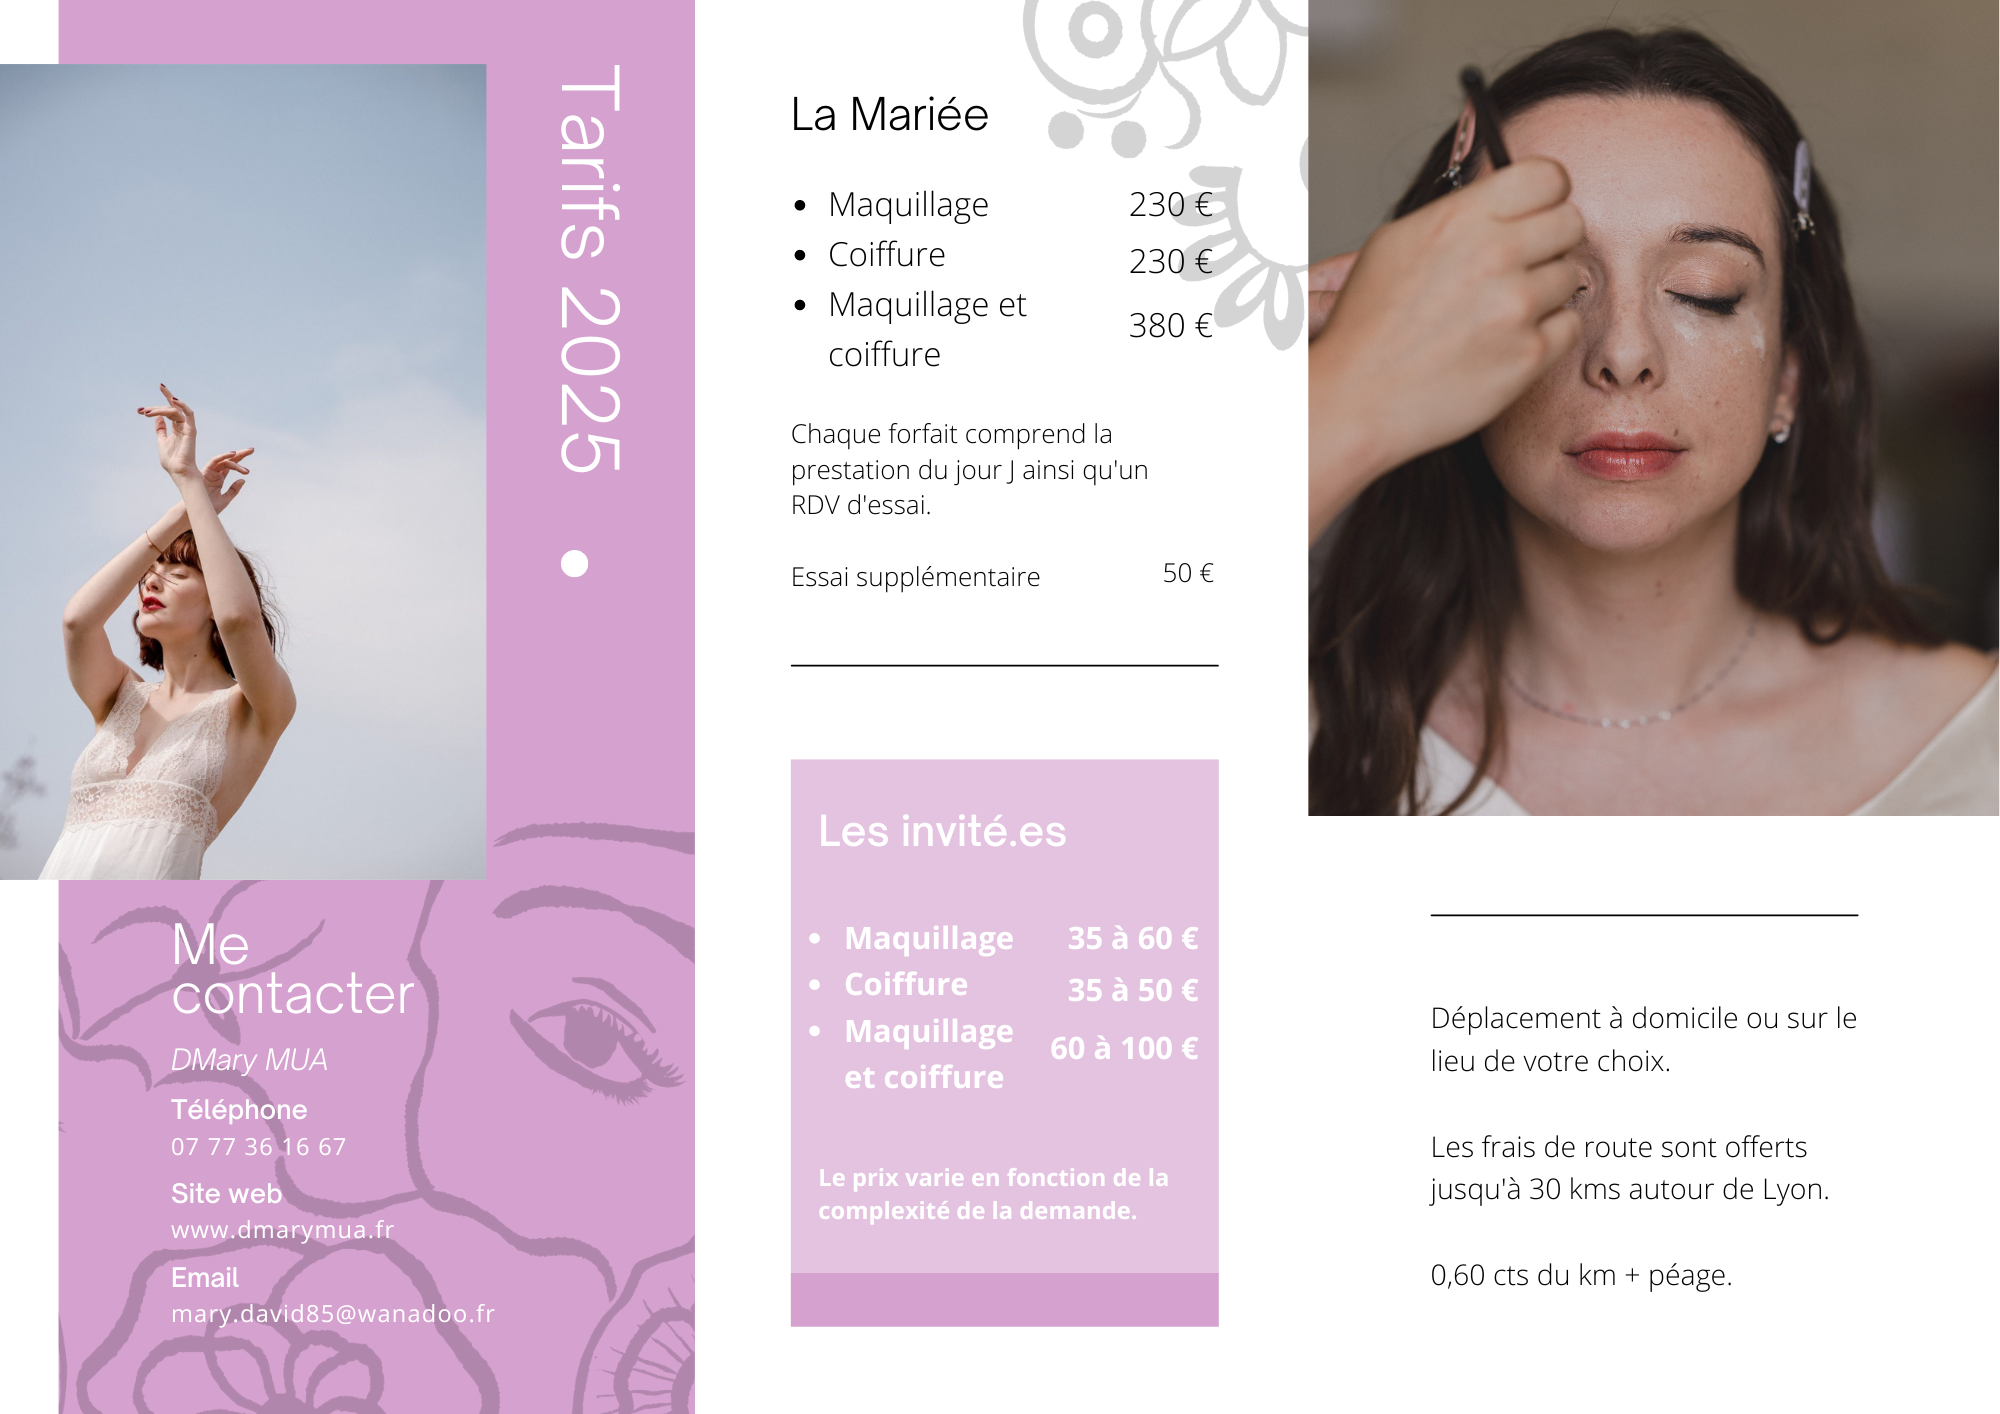 Tarifs 2025
Me
contacter
DMary MUA
Téléphone
07 77 36 16 67
Site web
www.dmarymua.fr
Email
mary.david85@wanadoo.fr
La Mariée
• Maquillage 230 €
• Coiffure 230 €
• Maquillage et
coiffure 380 €
Chaque forfait comprend la
prestation du jour J ainsi qu'un
RDV d'essai.
Essai supplémentaire 50 €
Les invité.es
• Maquillage 35 à 60 €
• Coiffure 35 à 50 €
• Maquillage 60 à 100 €
et coiffure
Le prix varie en fonction de la
complexité de la demande.
Déplacement à domicile ou sur le
lieu de votre choix.
Les frais de route sont offerts
jusqu'à 30 kms autour de Lyon.
0,60 cts du km + péage.